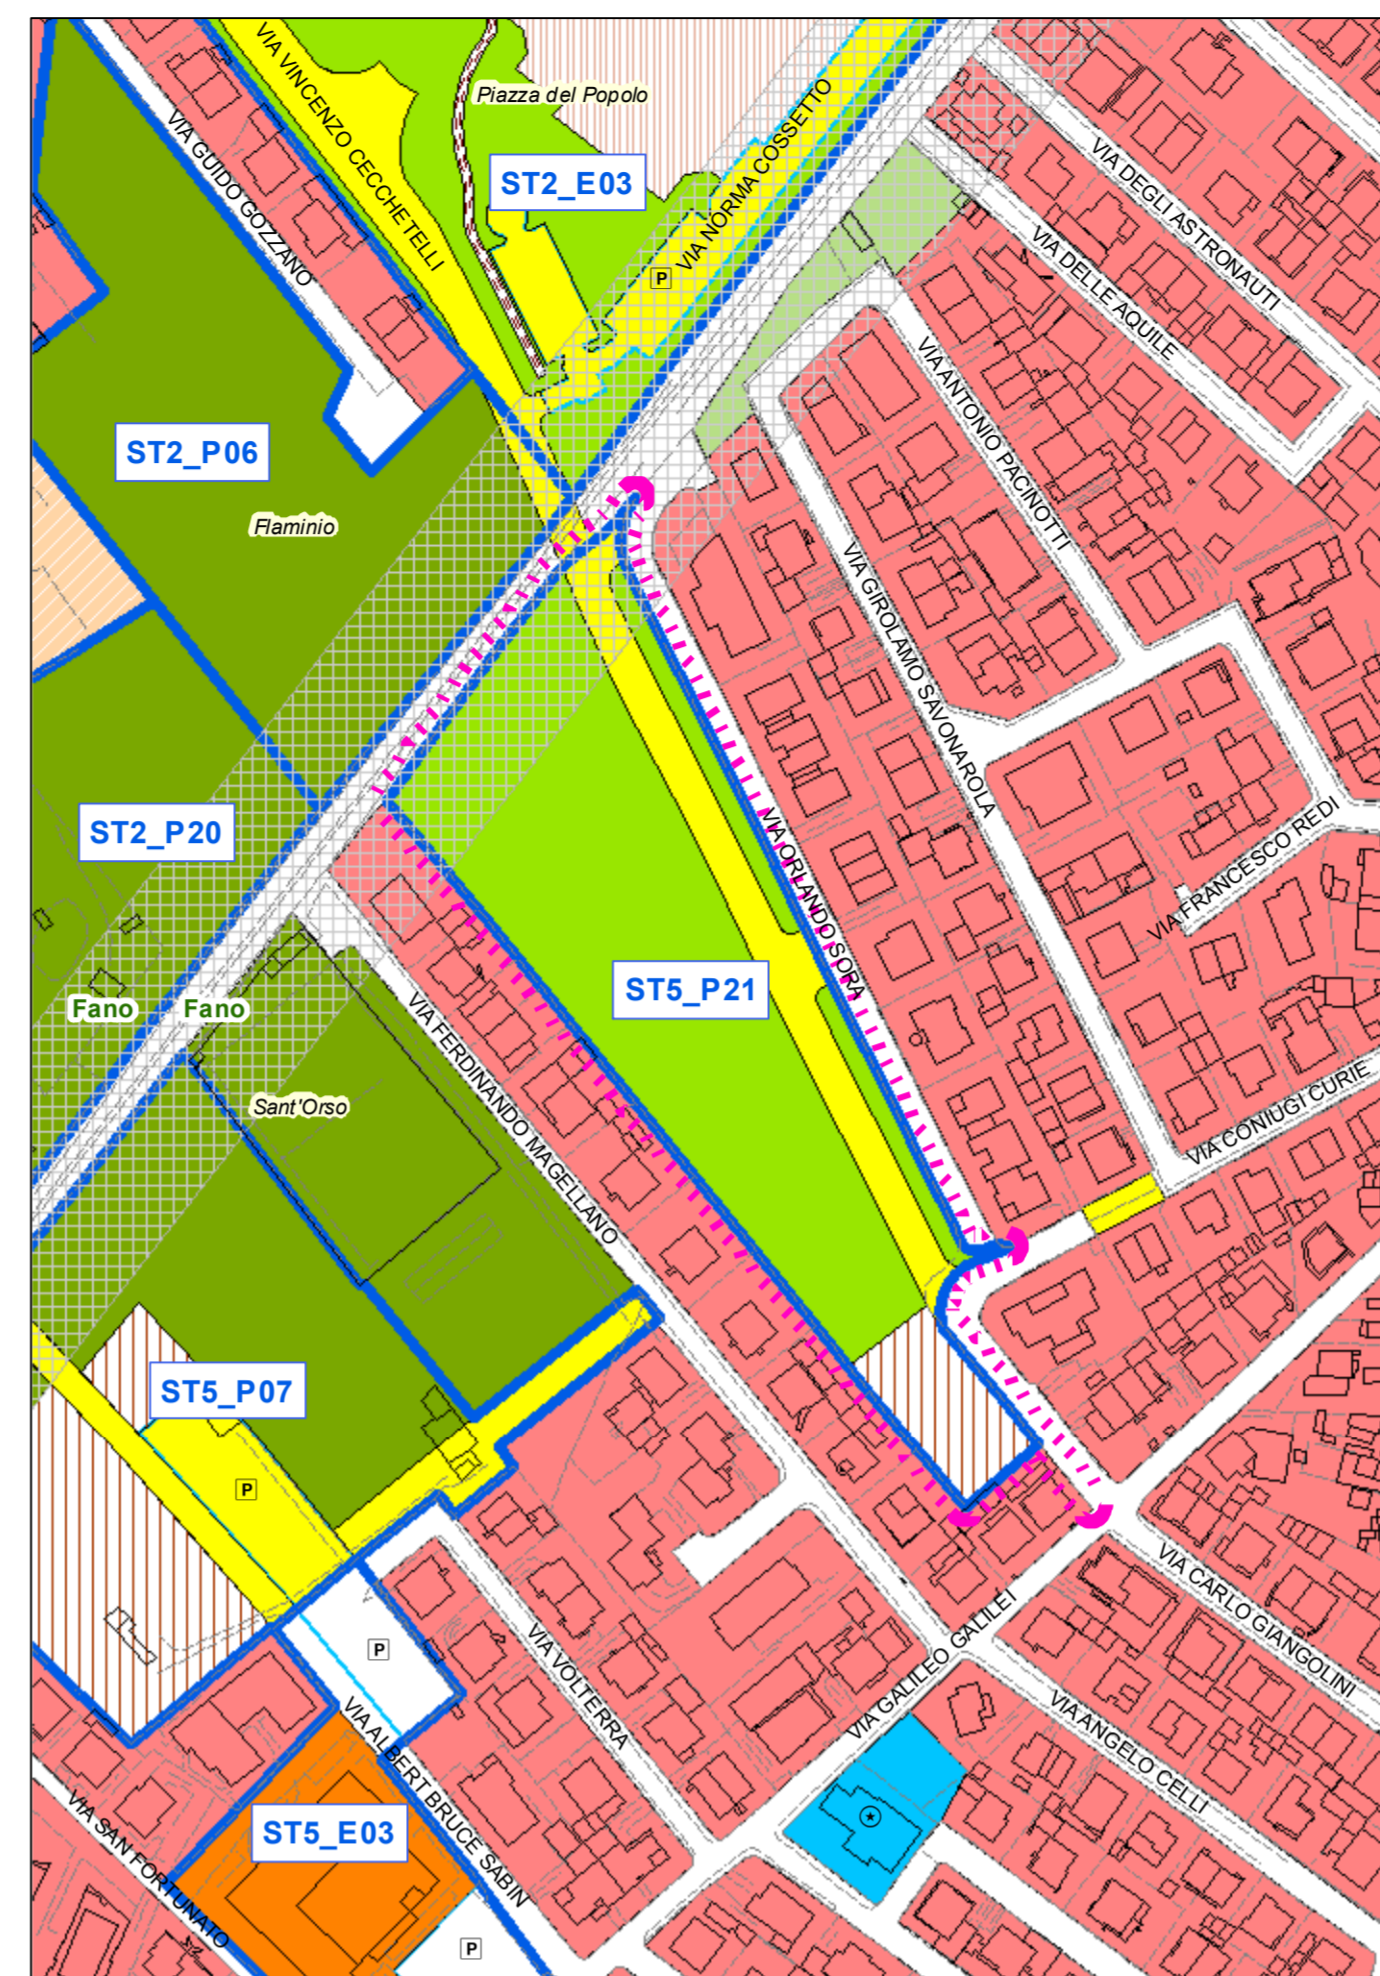 VIA VINCENZO CECCHETELLI
Piazza del Popolo
VIA GUIDO GOZZANO
ST2_E03
VIA NORMA COSSETTO
P
VIA DEGLI ASTRONAUTI
VIA DELLE AQUILE
VIA ANTONIO PACINOTTI
ST2_P06
Flaminio
VIA GIROLAMO SAVONAROLA
ST2_P20
VIA ORLANDO SORA
VIA FRANCESCO REDI
ST5_P21
Fano
Fano
VIA FERDINANDO MAGELLANO
Sant'Orso
VIA CONIUGI CURIE
ST5_P07
P
P
VIA VOLTERRA
VIA GALILEO GALILEI
VIA CARLO GIANGOLINI
VIA ANGELO CELLI
VIA ALBERT BRUCE SABIN
VIA SAN FORTUNATO
ST5_E03
P